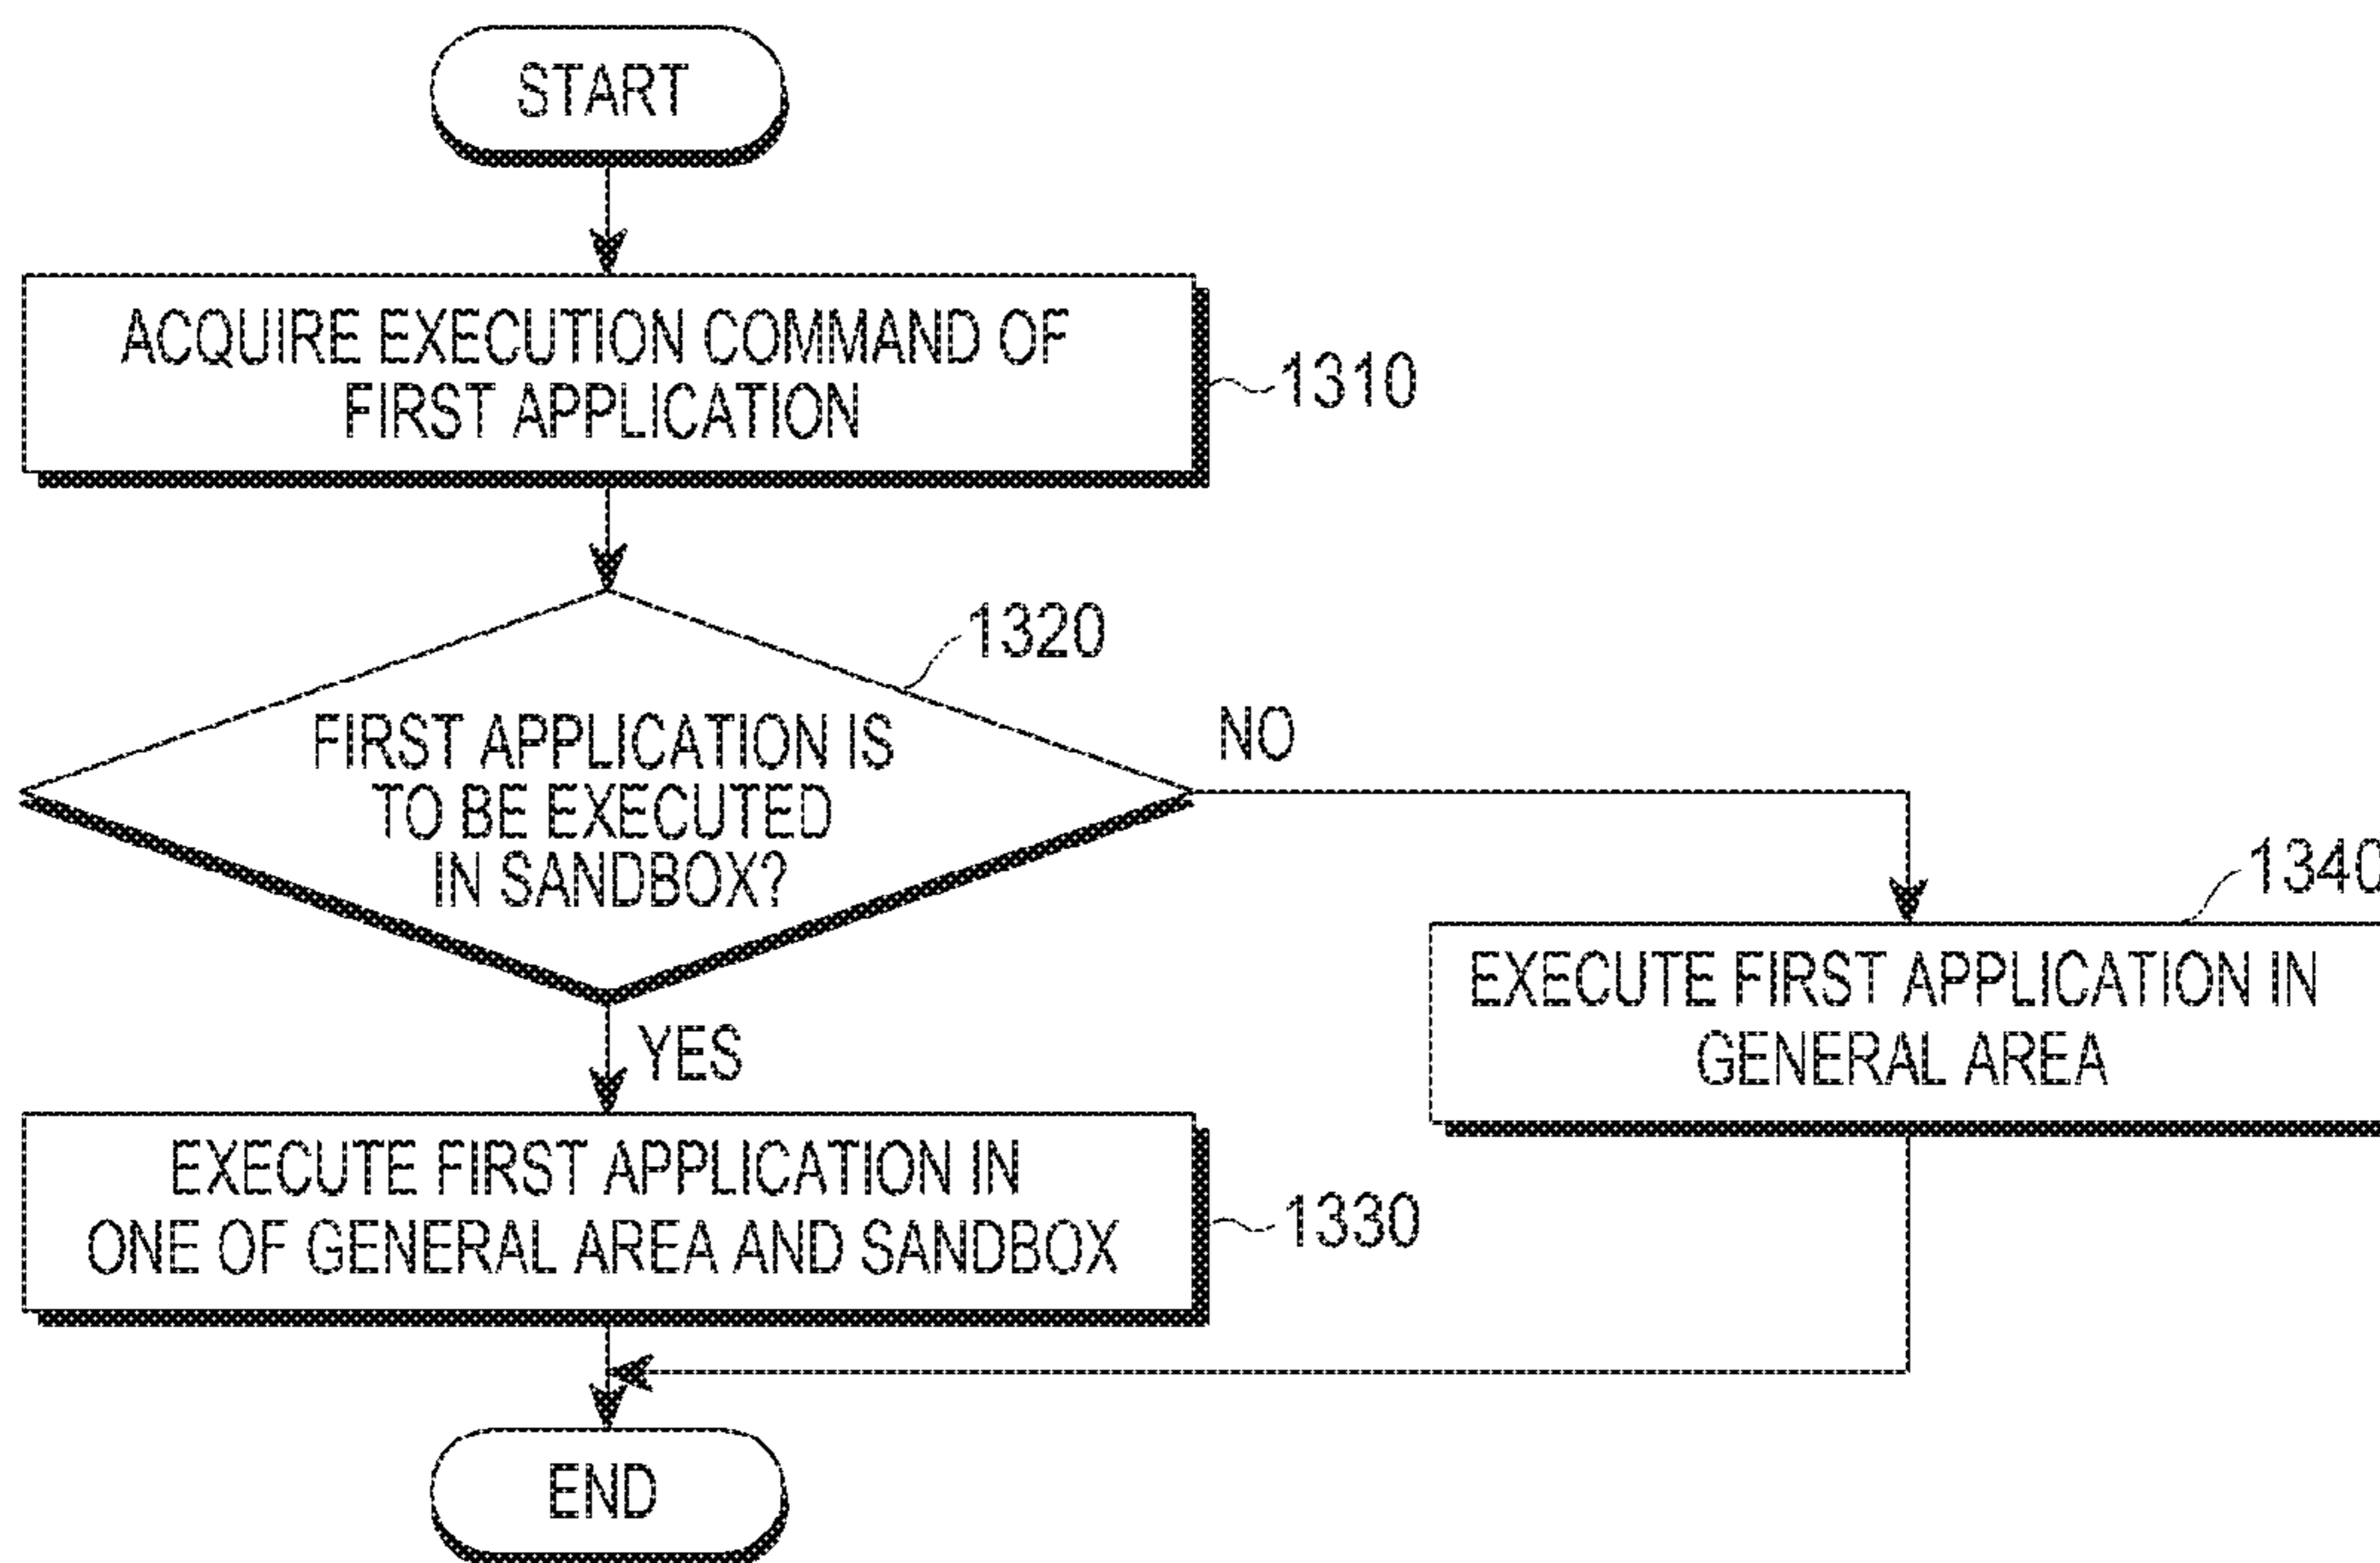 START
ACQUIRE EXECUTION COMMAND OF
FIRST APPLICATION
1310
1320
FIRST APPLICATION IS
TO BE EXECUTED
IN SANDBOX?
NO
YES
1340
EXECUTE FIRST APPLICATION IN
GENERAL AREA
EXECUTE FIRST APPLICATION IN
ONE OF GENERAL AREA AND SANDBOX
1330
END